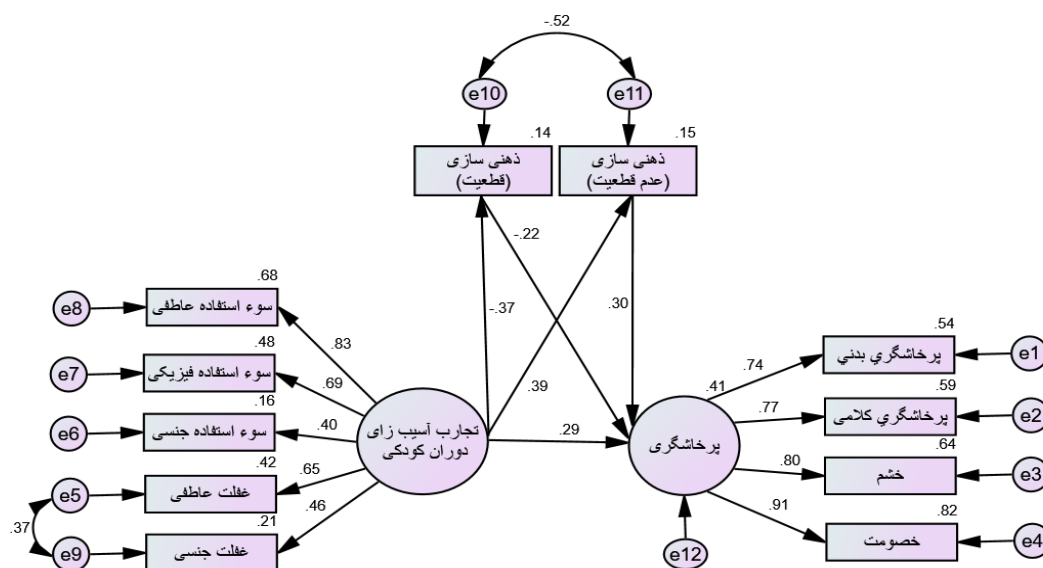 -.52
e10
e11
.14
.15
ذهنی سازی
(قطعیت)
ذهنی سازی
(عدم قطعیت)
-.22
-.37
.30
.39
.29
.68
e8
سوء استفاده عاطفی
.83
.48
e7
سوء استفاده فیزیکی
.69
.16
e6
سوء استفاده جنسی
.40
.42
e5
غفلت عاطفی
.65
.37
.21
e9
غفلت جنسی
.46
تجارب آسیب زای
دوران کودکی
.41
پرخاشگری
e12
.54
.74
پرخاشگري بدني
e1
.59
.77
پرخاشگري کلامی
e2
.64
.80
خشم
e3
.82
.91
خصومت
e4